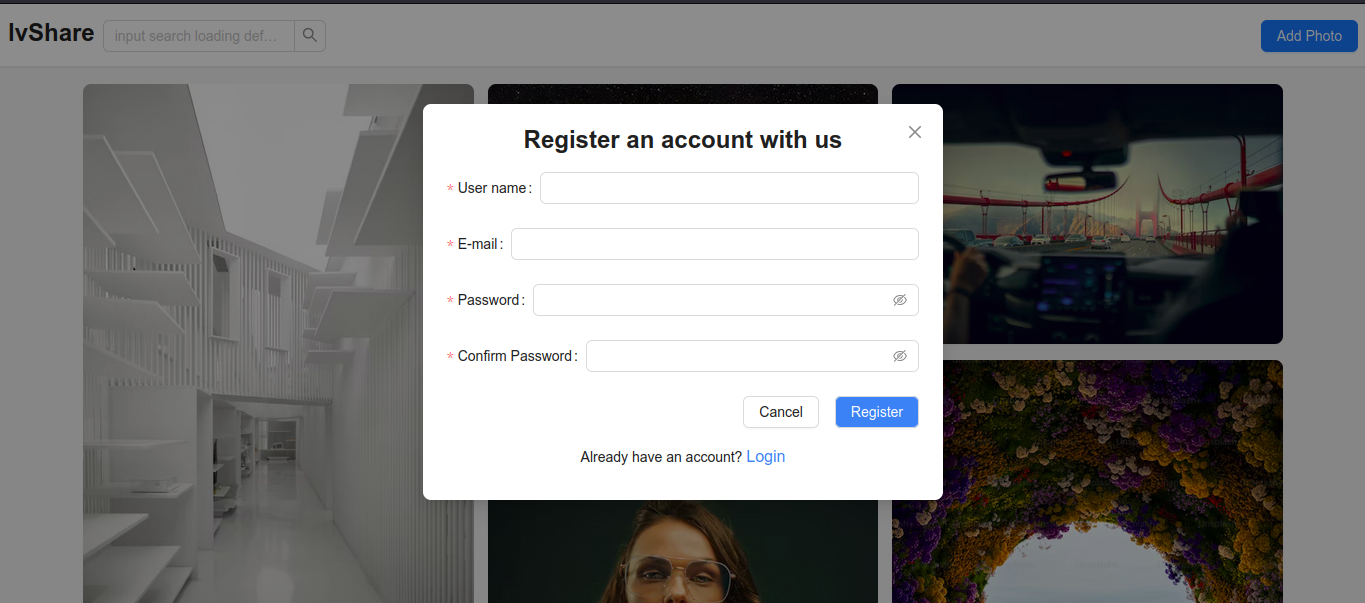 lvShare
input search loading def...
Add Photo
Register an account with us
* User name:
* E-mail:
* Password:
* Confirm Password:
Cancel
Register
Already have an account? Login